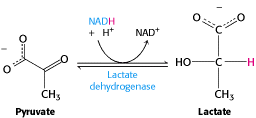 NADH
+ H⁺ NAD⁺
O O
C
O
C
O
C
O
HO C H
CH₃
CH₃
Lactate
dehydrogenase
Pyruvate
Lactate